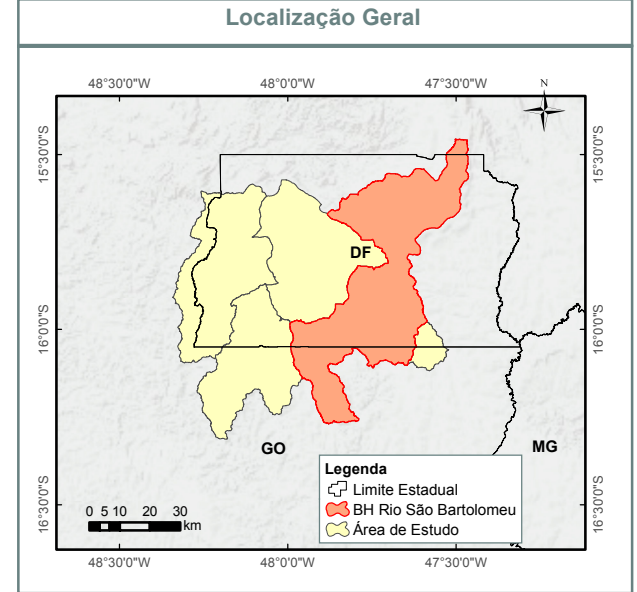 Localização Geral
48°30'0"W 48°0'0"W 47°30'0"W
N
15°30'0"S 15°30'0"S
DF
16°0'0"S 16°0'0"S
GO
MG
Legenda
Limite Estadual
BH Rio São Bartolomeu
Área de Estudo
0 5 10 20 30
km
16°30'0"S 16°30'0"S
48°30'0"W 48°0'0"W 47°30'0"W